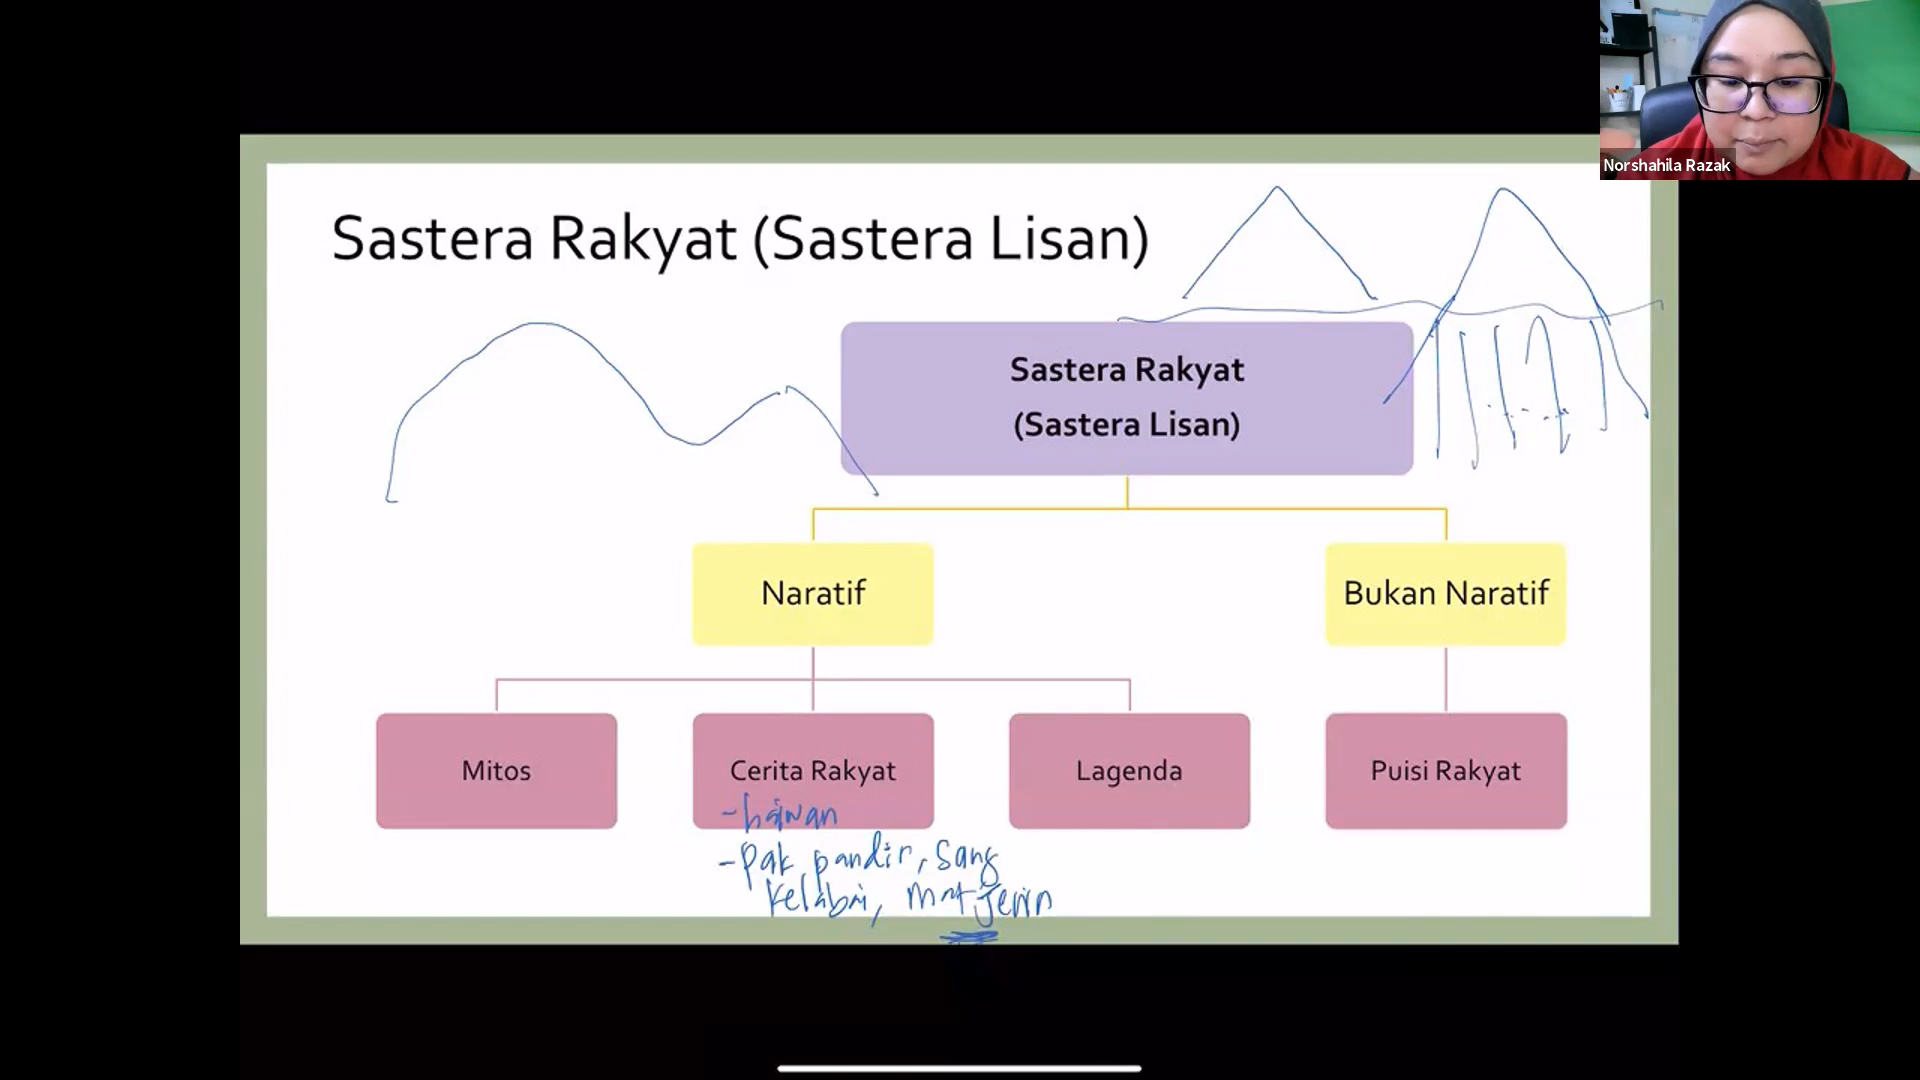 Norshahila Razak
Sastera Rakyat (Sastera Lisan)
Sastera Rakyat
(Sastera Lisan)
Naratif
Bukan Naratif
Mitos
Cerita Rakyat
Lagenda
Puisi Rakyat
- haiwan
- Pak pandir, Sang
Kelabai, mat Jenin